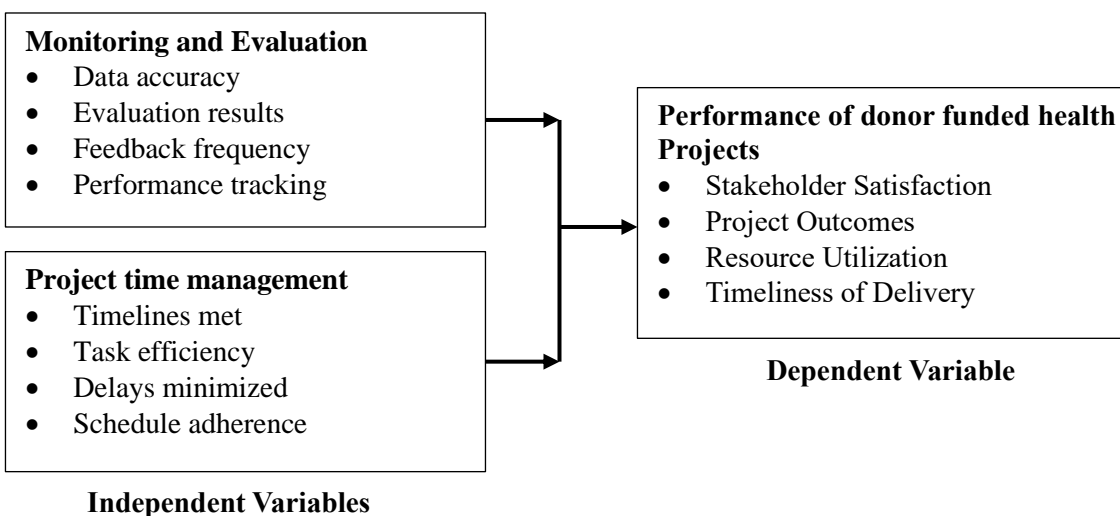 Monitoring and Evaluation
• Data accuracy
• Evaluation results
• Feedback frequency
• Performance tracking
Project time management
• Timelines met
• Task efficiency
• Delays minimized
• Schedule adherence
Independent Variables
Performance of donor funded health
Projects
• Stakeholder Satisfaction
• Project Outcomes
• Resource Utilization
• Timeliness of Delivery
Dependent Variable